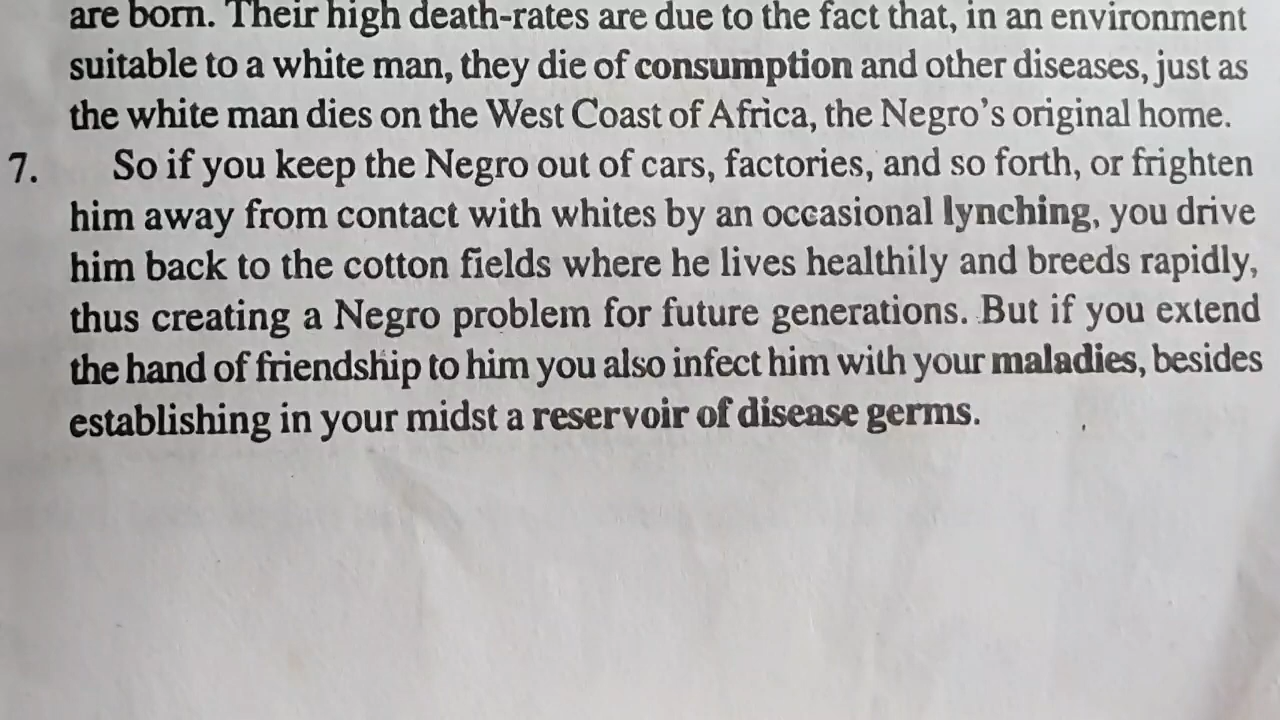 are born. Their high death-rates are due to the fact that, in an environment
suitable to a white man, they die of consumption and other diseases, just as
the white man dies on the West Coast of Africa, the Negro's original home.
7. So if you keep the Negro out of cars, factories, and so forth, or frighten
him away from contact with whites by an occasional lynching, you drive
him back to the cotton fields where he lives healthily and breeds rapidly,
thus creating a Negro problem for future generations. But if you extend
the hand of friendship to him you also infect him with your maladies, besides
establishing in your midst a reservoir of disease germs.